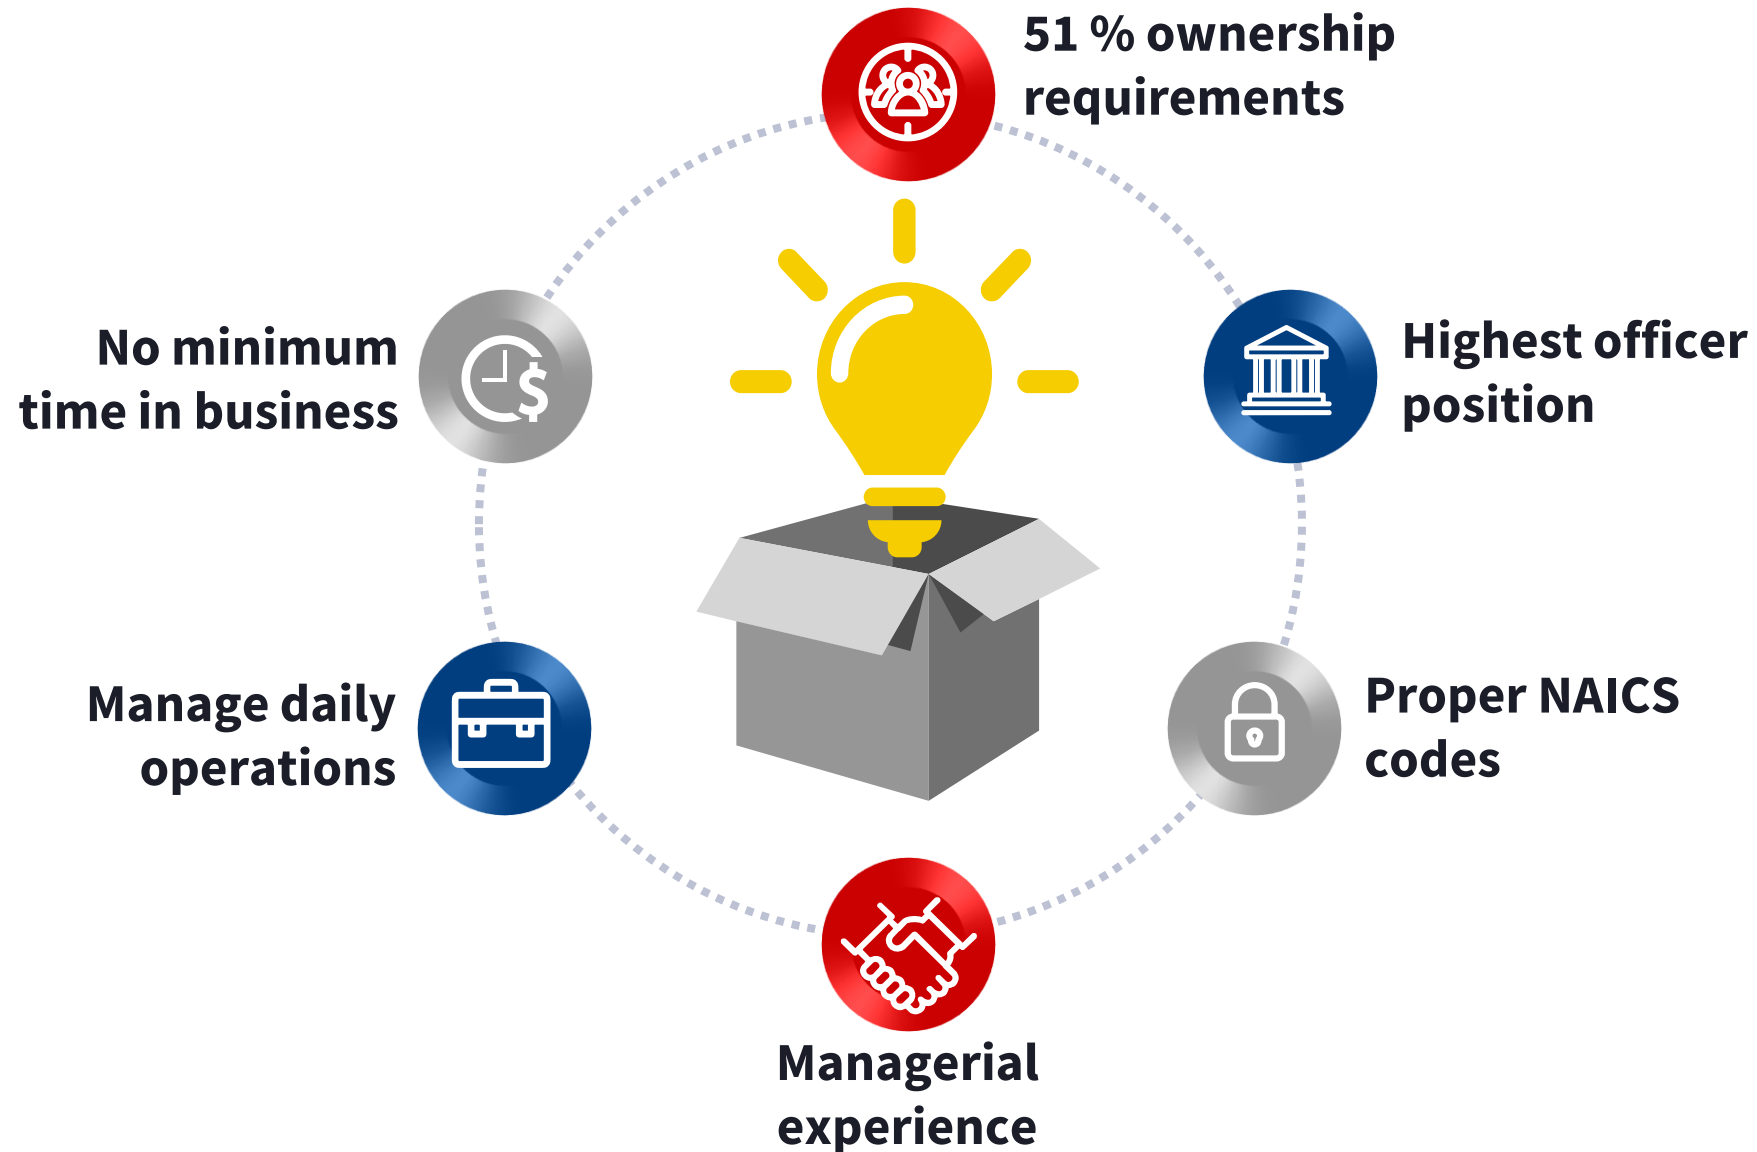 51 % ownership
requirements
Highest officer
position
No minimum
time in business
Proper NAICS
codes
Manage daily
operations
Managerial
experience
$